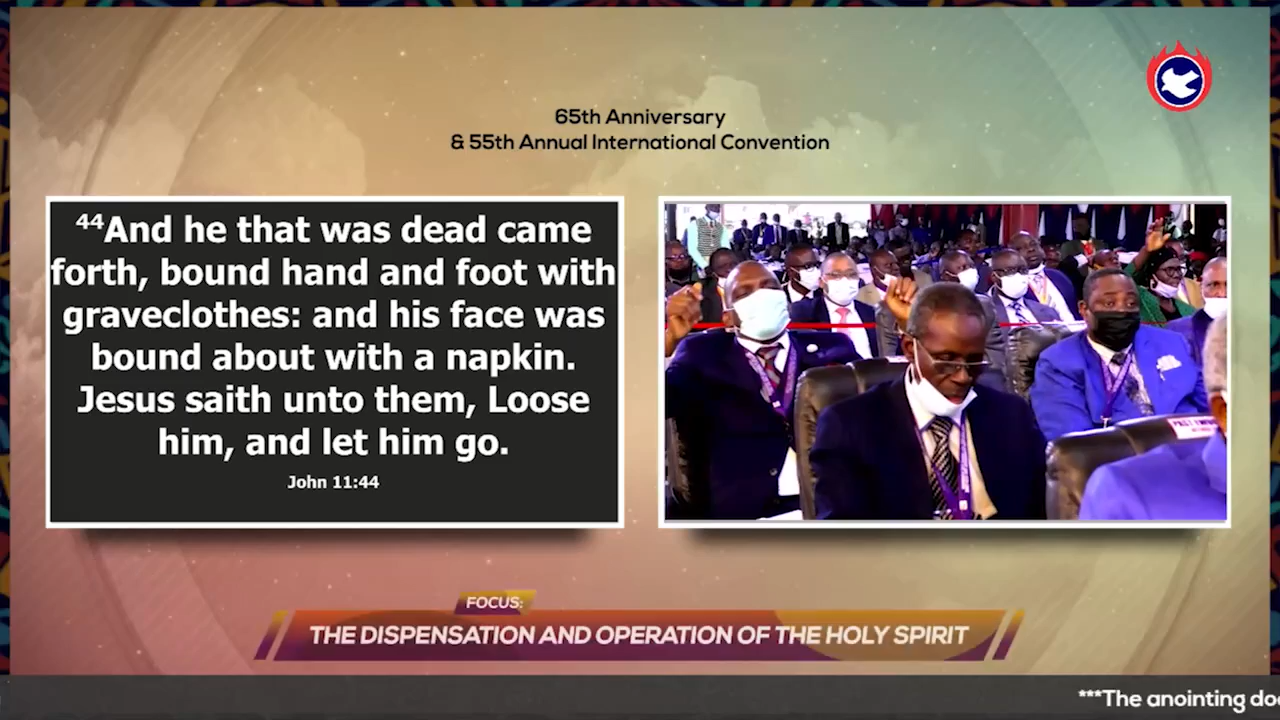 65th Anniversary
& 55th Annual International Convention
44And he that was dead came
forth, bound hand and foot with
graveclothes: and his face was
bound about with a napkin.
Jesus saith unto them, Loose
him, and let him go.
John 11:44
FOCUS:
THE DISPENSATION AND OPERATION OF THE HOLY SPIRIT
***The anointing doe